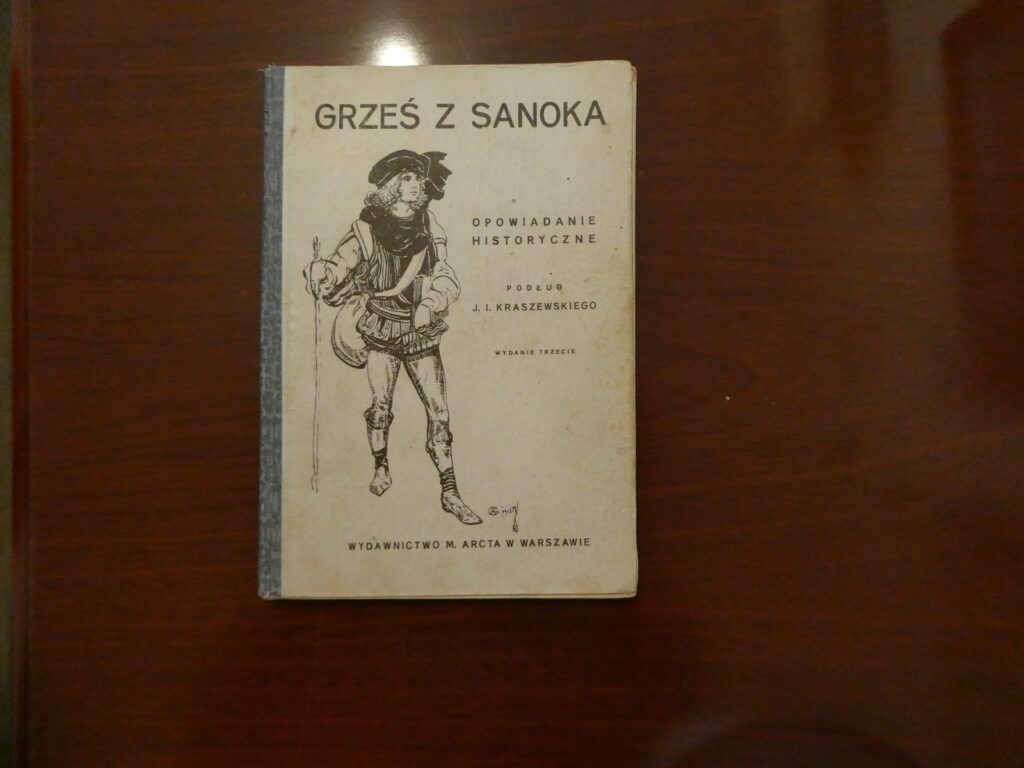 GRZEŚ Z SANOKA
OPOWIADANIE
HISTORYCZNE
PODŁUG
J. I. KRASZEWSKIEGO
WYDANIE TRZECIE
WYDAWNICTWO M. ARCTA W WARSZAWIE